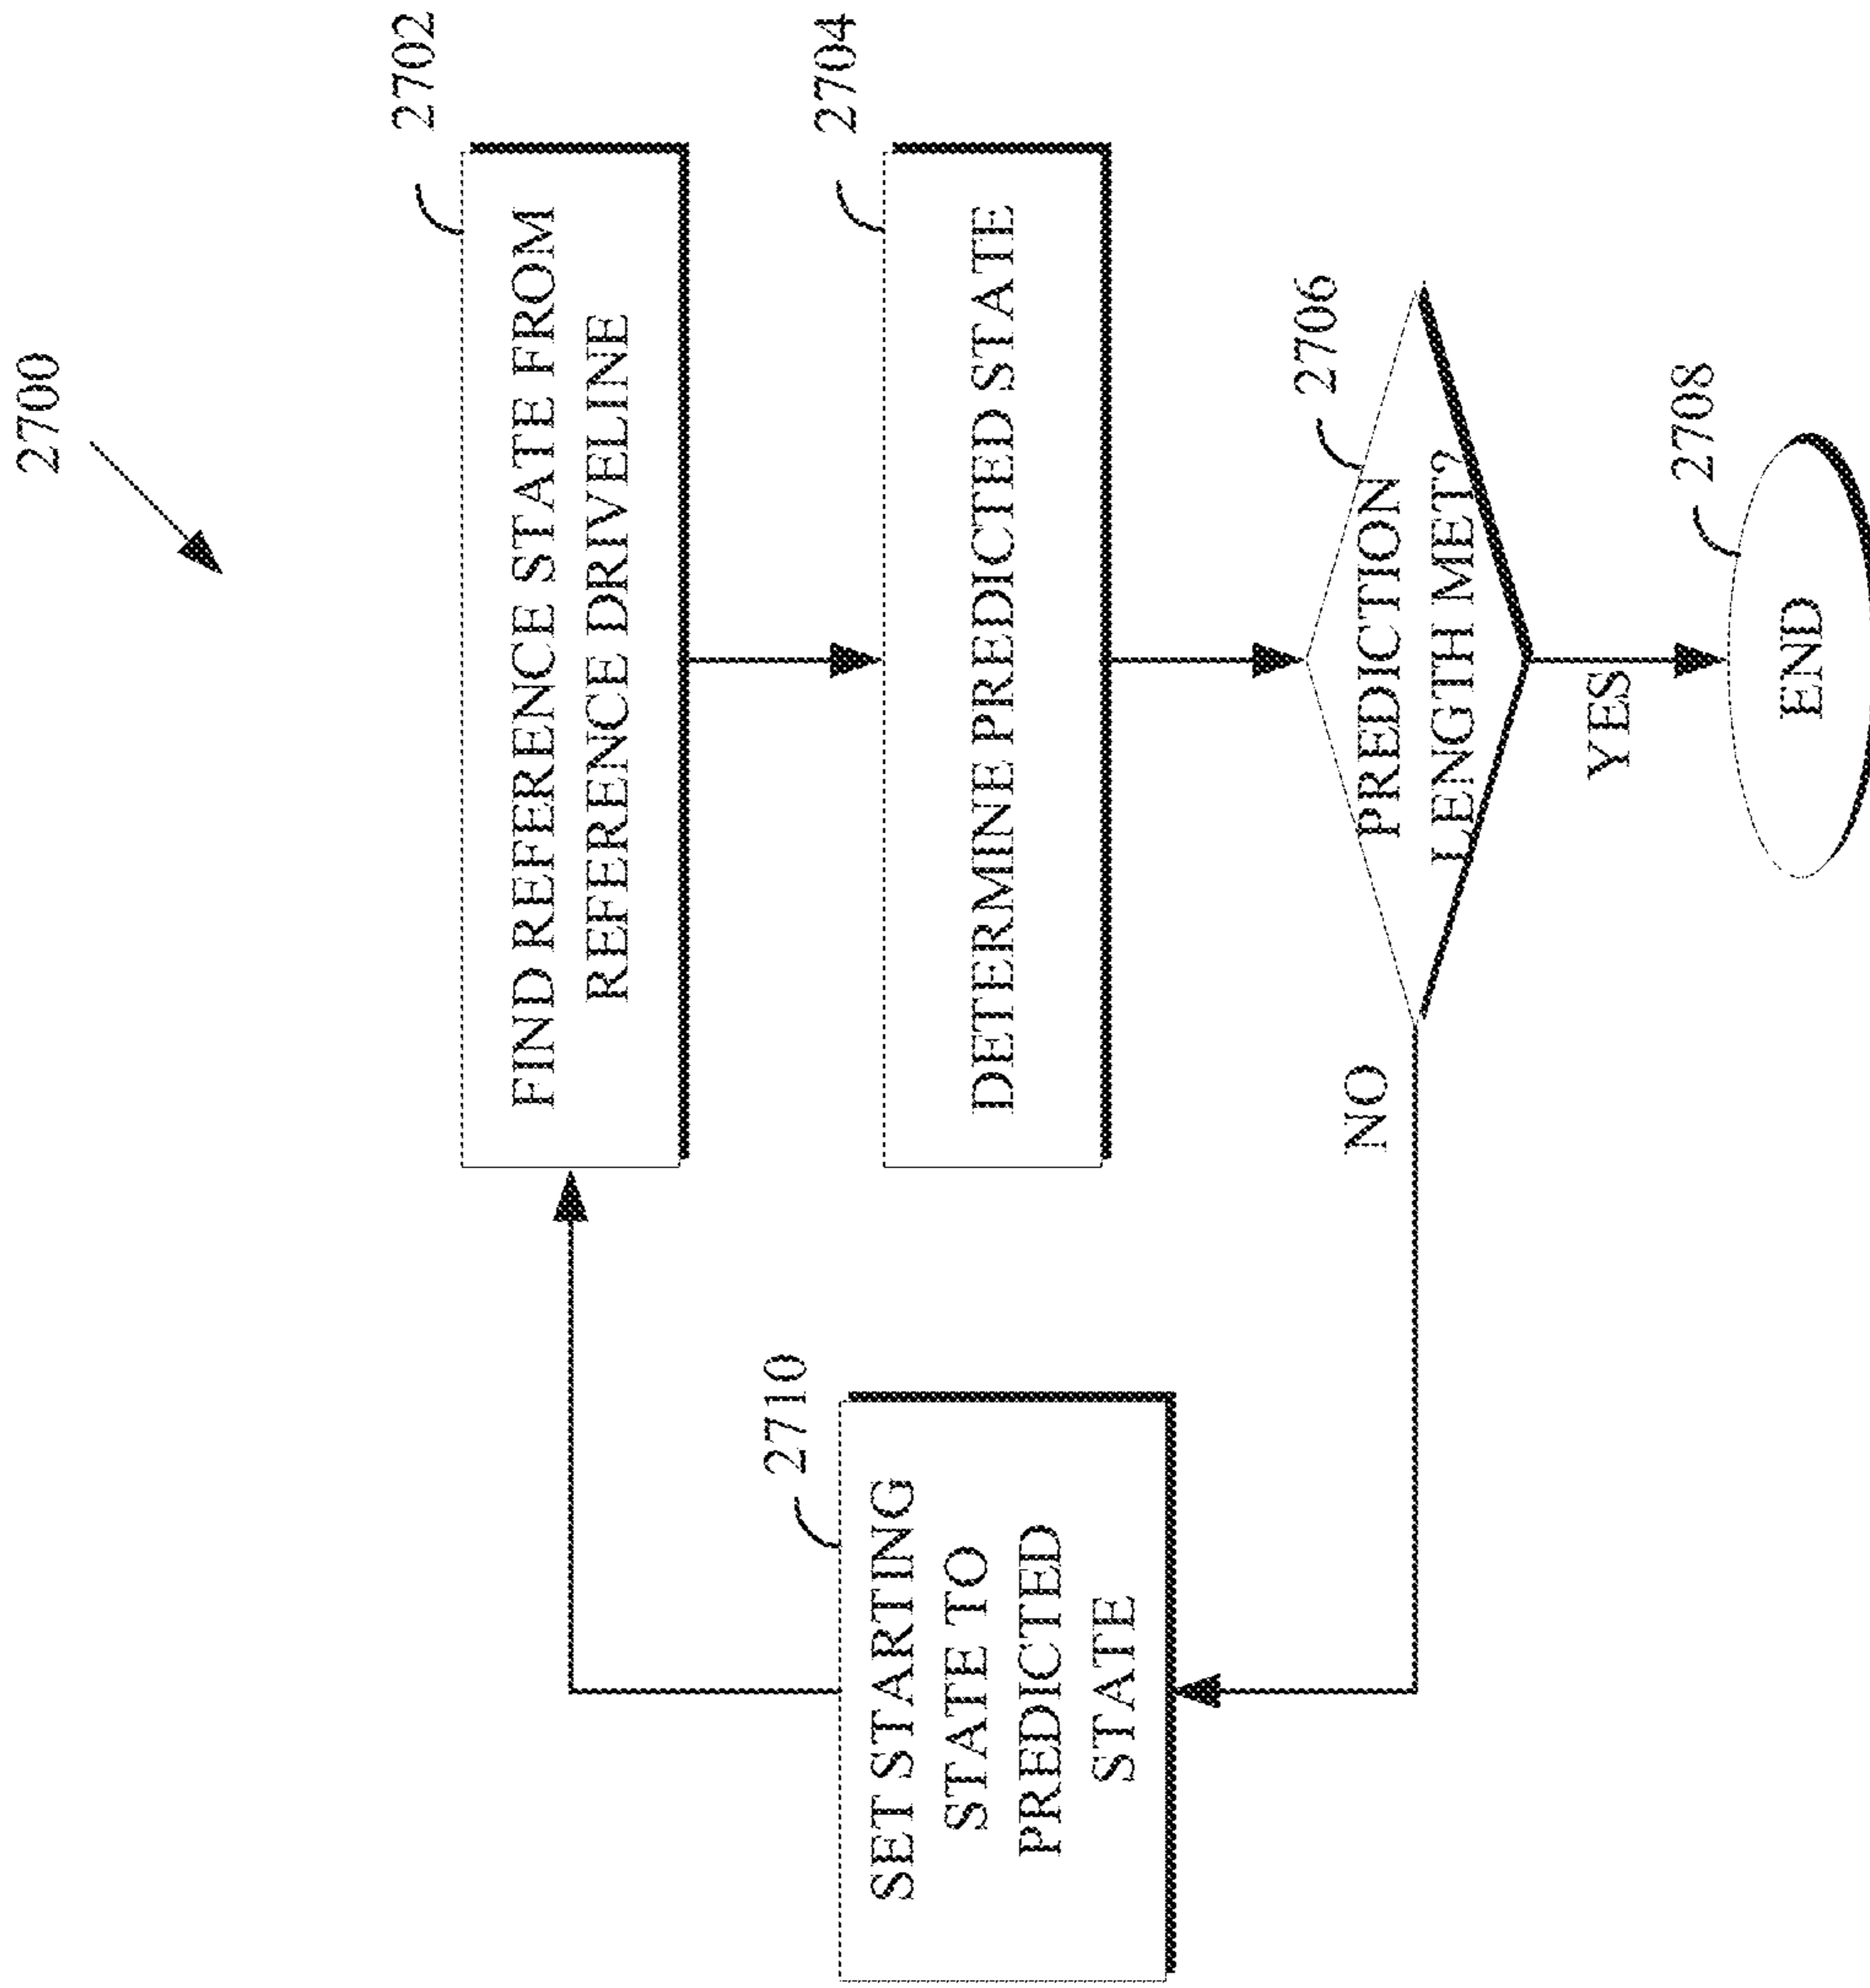 2700
2702
FIND REFERENCE STATE FROM
REFERENCE DRIVELINE
2704
DETERMINE PREDICTED STATE
2706
PREDICTION
LENGTH MET?
YES
2708
END
NO
2710
SET STARTING
STATE TO
PREDICTED
STATE